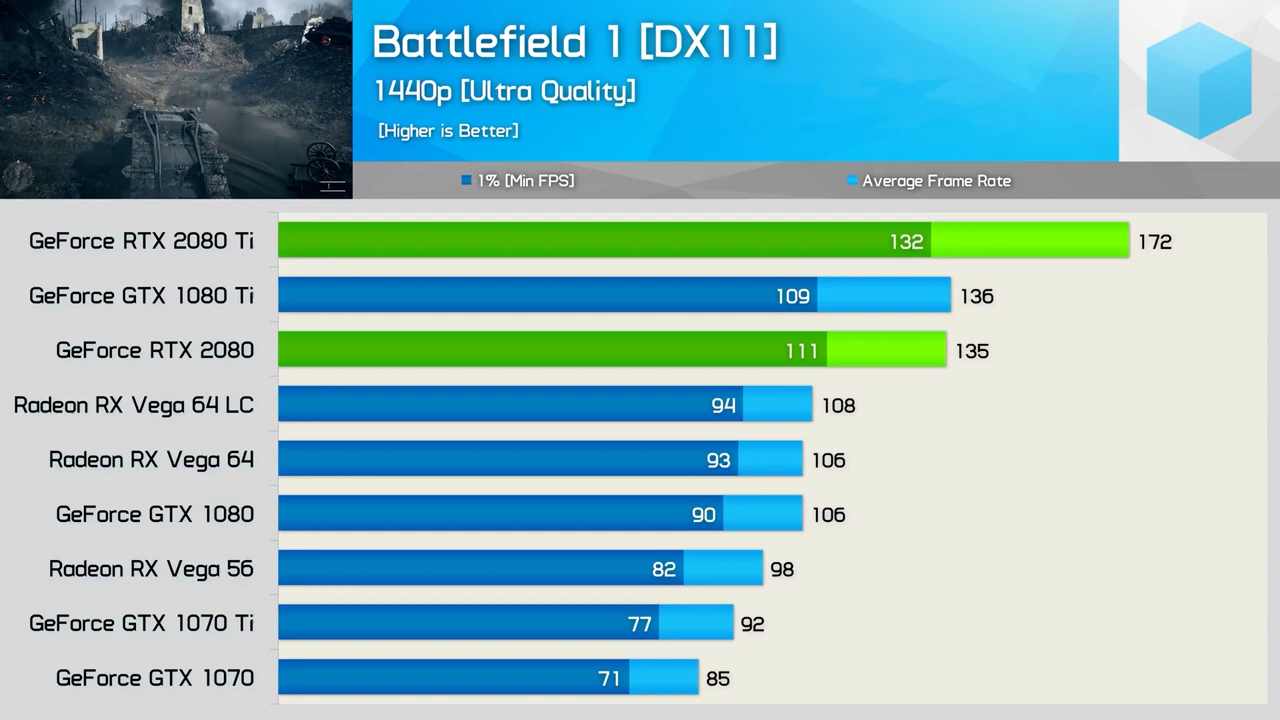 Battlefield 1 [DX11]
1440p [Ultra Quality]
[Higher is Better]
1% [Min FPS] Average Frame Rate
GeForce RTX 2080 Ti 132 172
GeForce GTX 1080 Ti 109 136
GeForce RTX 2080 111 135
Radeon RX Vega 64 LC 94 108
Radeon RX Vega 64 93 106
GeForce GTX 1080 90 106
Radeon RX Vega 56 82 98
GeForce GTX 1070 Ti 77 92
GeForce GTX 1070 71 85